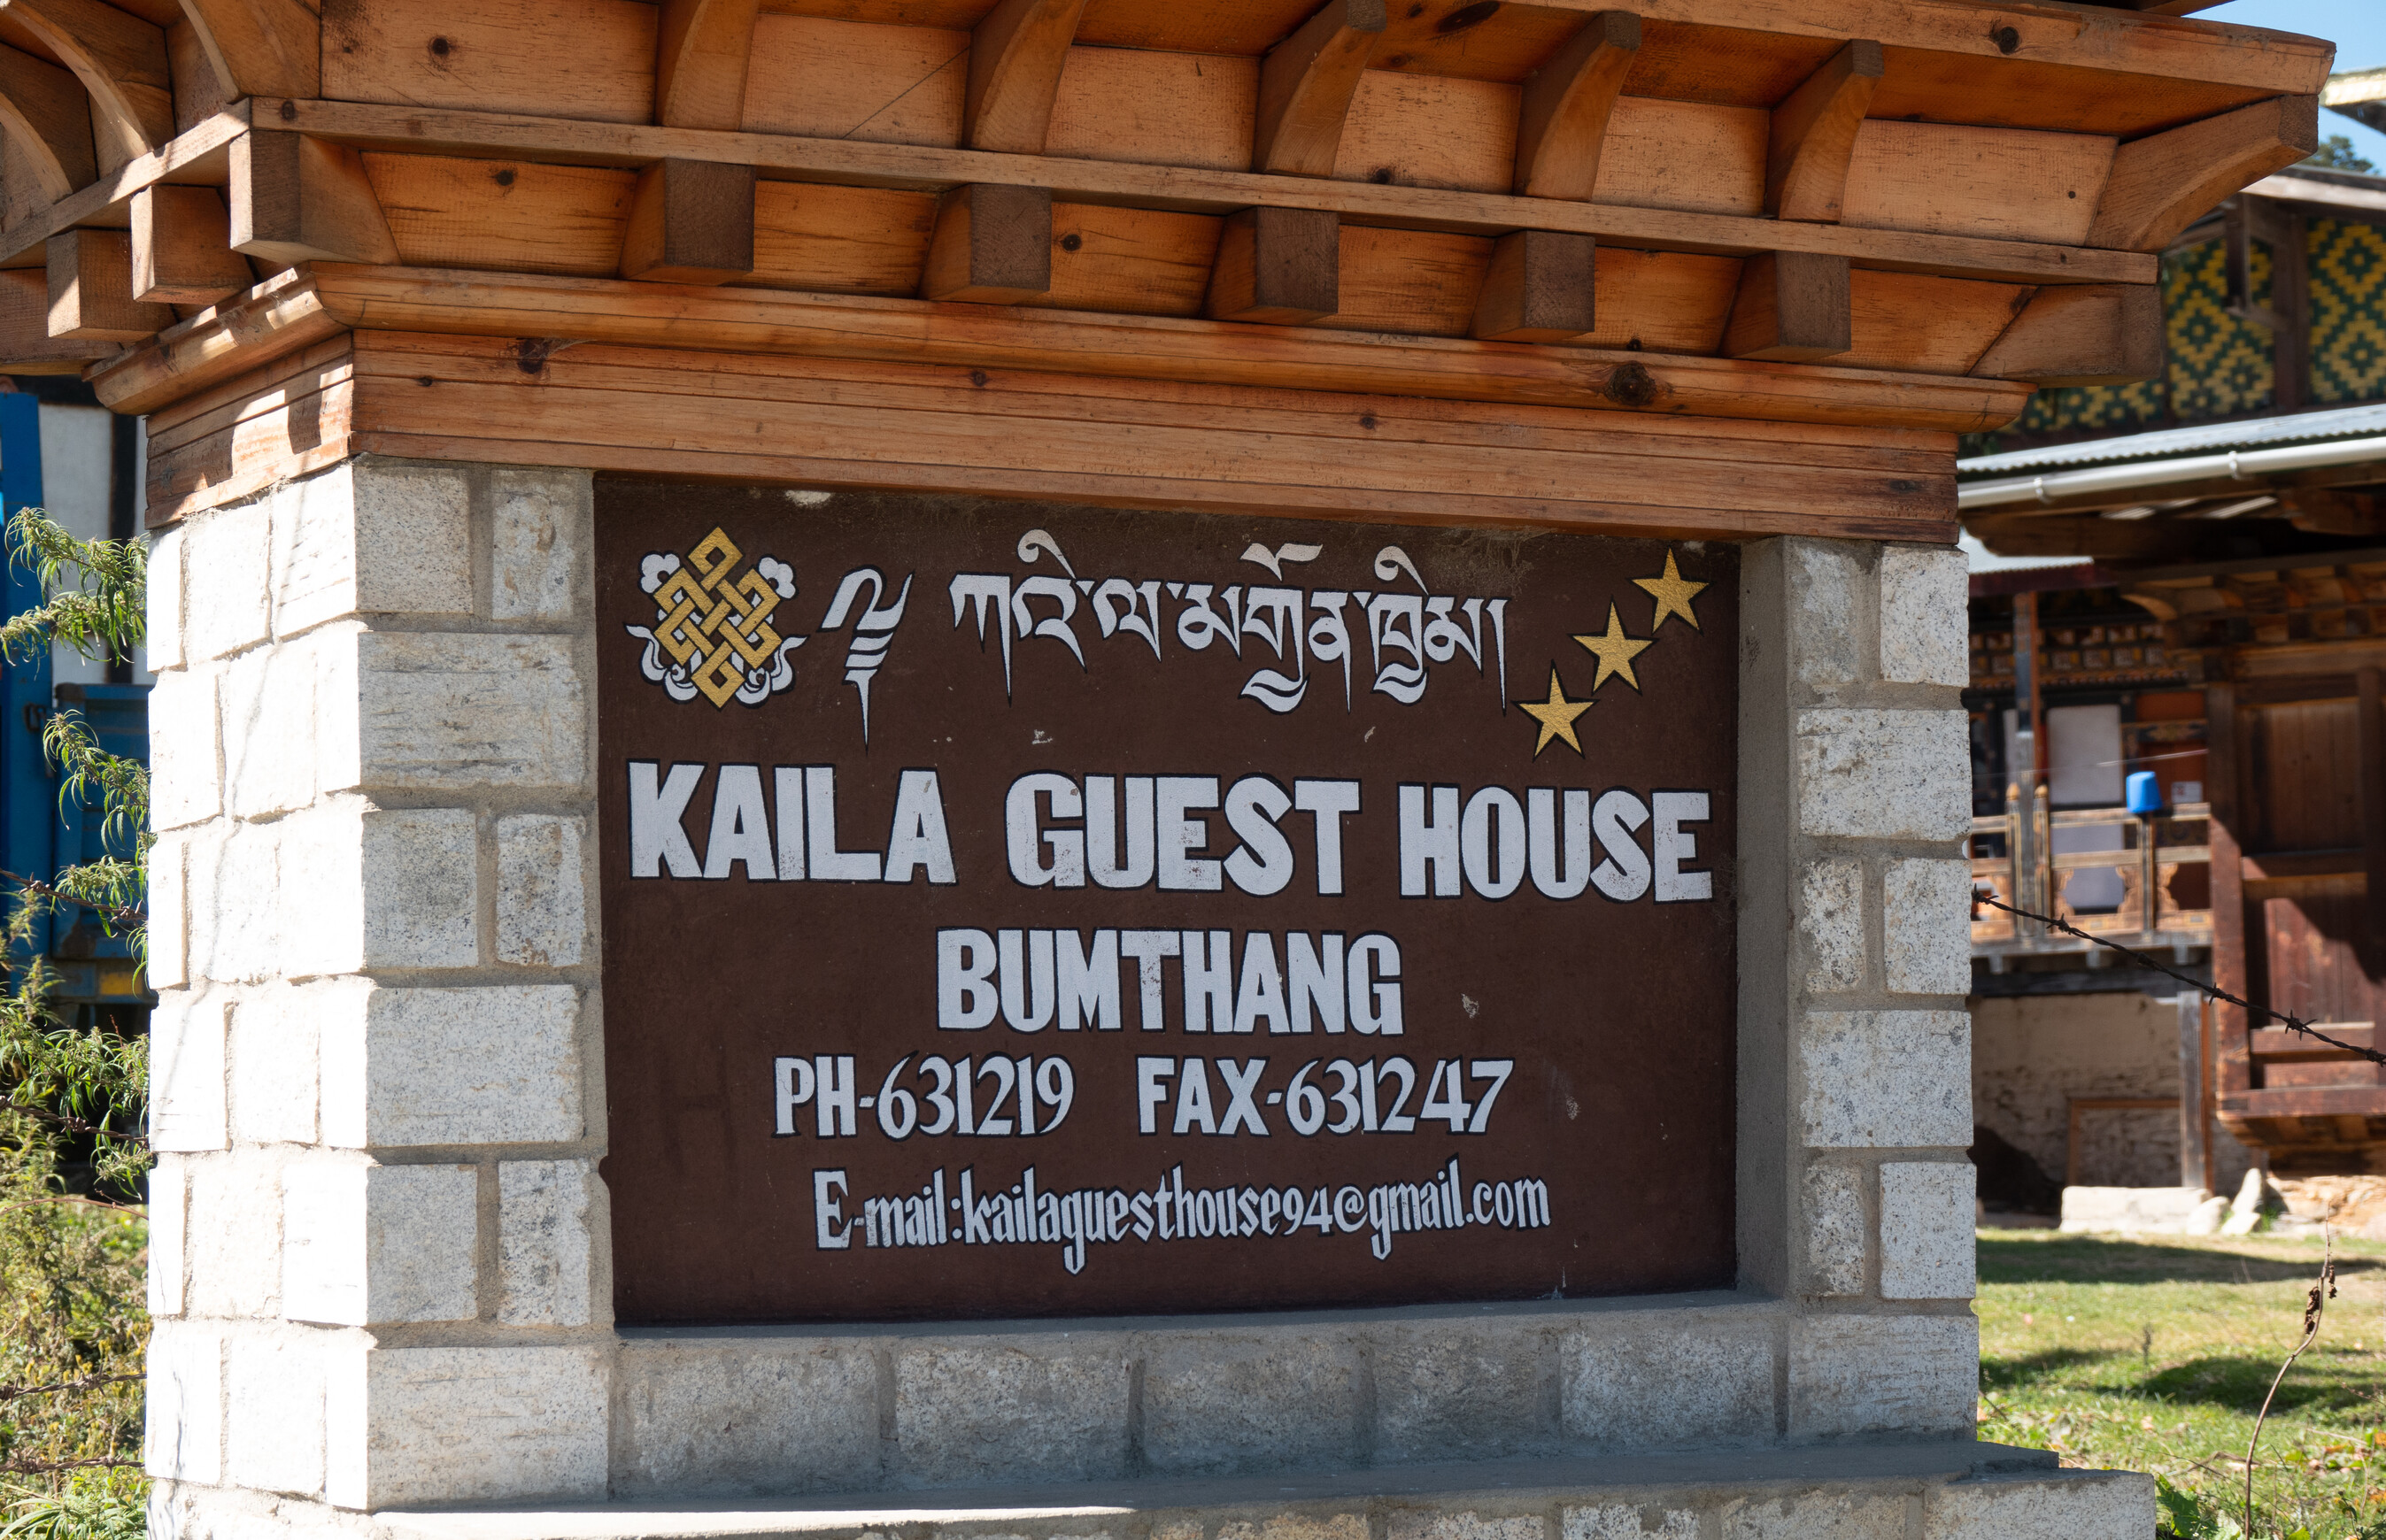 ༆ ཀའི་ལ་མགྲོན་ཁྱིམ།
KAILA GUEST HOUSE
BUMTHANG
PH-631219 FAX-631247
E-mail:kailaguesthouse94@gmail.com